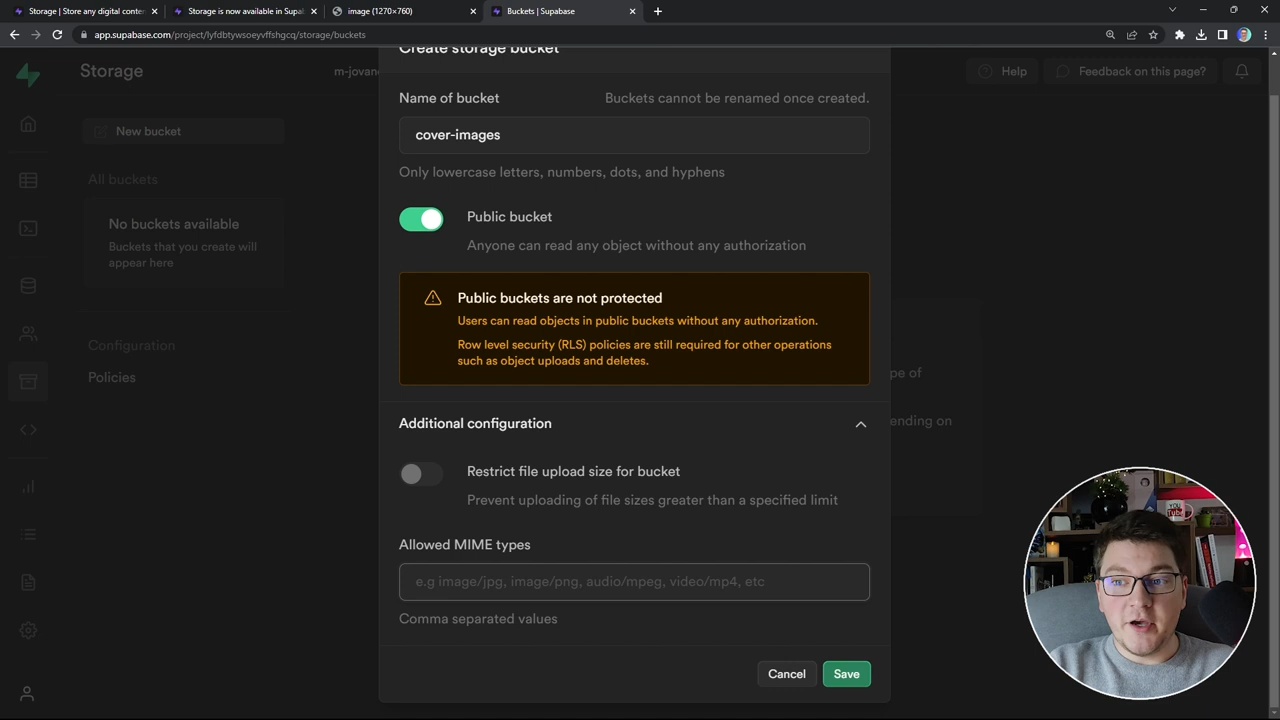 Storage | Store any digital conten
Storage is now available in Supab
image (1270×760)
Buckets | Supabase
app.supabase.com/project/lyfdbtywsoeyvffshgcq/storage/buckets
Create storage bucket
Storage
m-jovano
Help
Feedback on this page?
Name of bucket
Buckets cannot be renamed once created.
New bucket
cover-images
Only lowercase letters, numbers, dots, and hyphens
All buckets
No buckets available
Buckets that you create will
appear here
Public bucket
Anyone can read any object without any authorization
Public buckets are not protected
Users can read objects in public buckets without any authorization.
Row level security (RLS) policies are still required for other operations
such as object uploads and deletes.
Configuration
Policies
pe of
ending on
Additional configuration
Restrict file upload size for bucket
Prevent uploading of file sizes greater than a specified limit
Allowed MIME types
e.g image/jpg, image/png, audio/mpeg, video/mp4, etc
Comma separated values
Cancel
Save